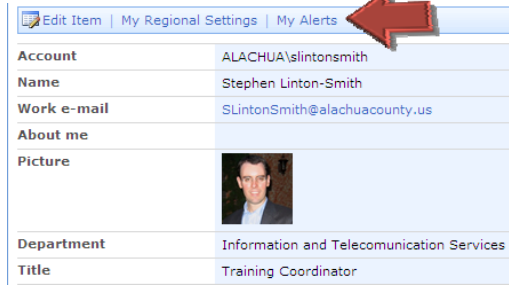 Edit Item | My Regional Settings | My Alerts
Account ALACHUA\slintonsmith
Name Stephen Linton-Smith
Work e-mail SLintonSmith@alachuacounty.us
About me
Picture
Department Information and Telecomunication Services
Title Training Coordinator